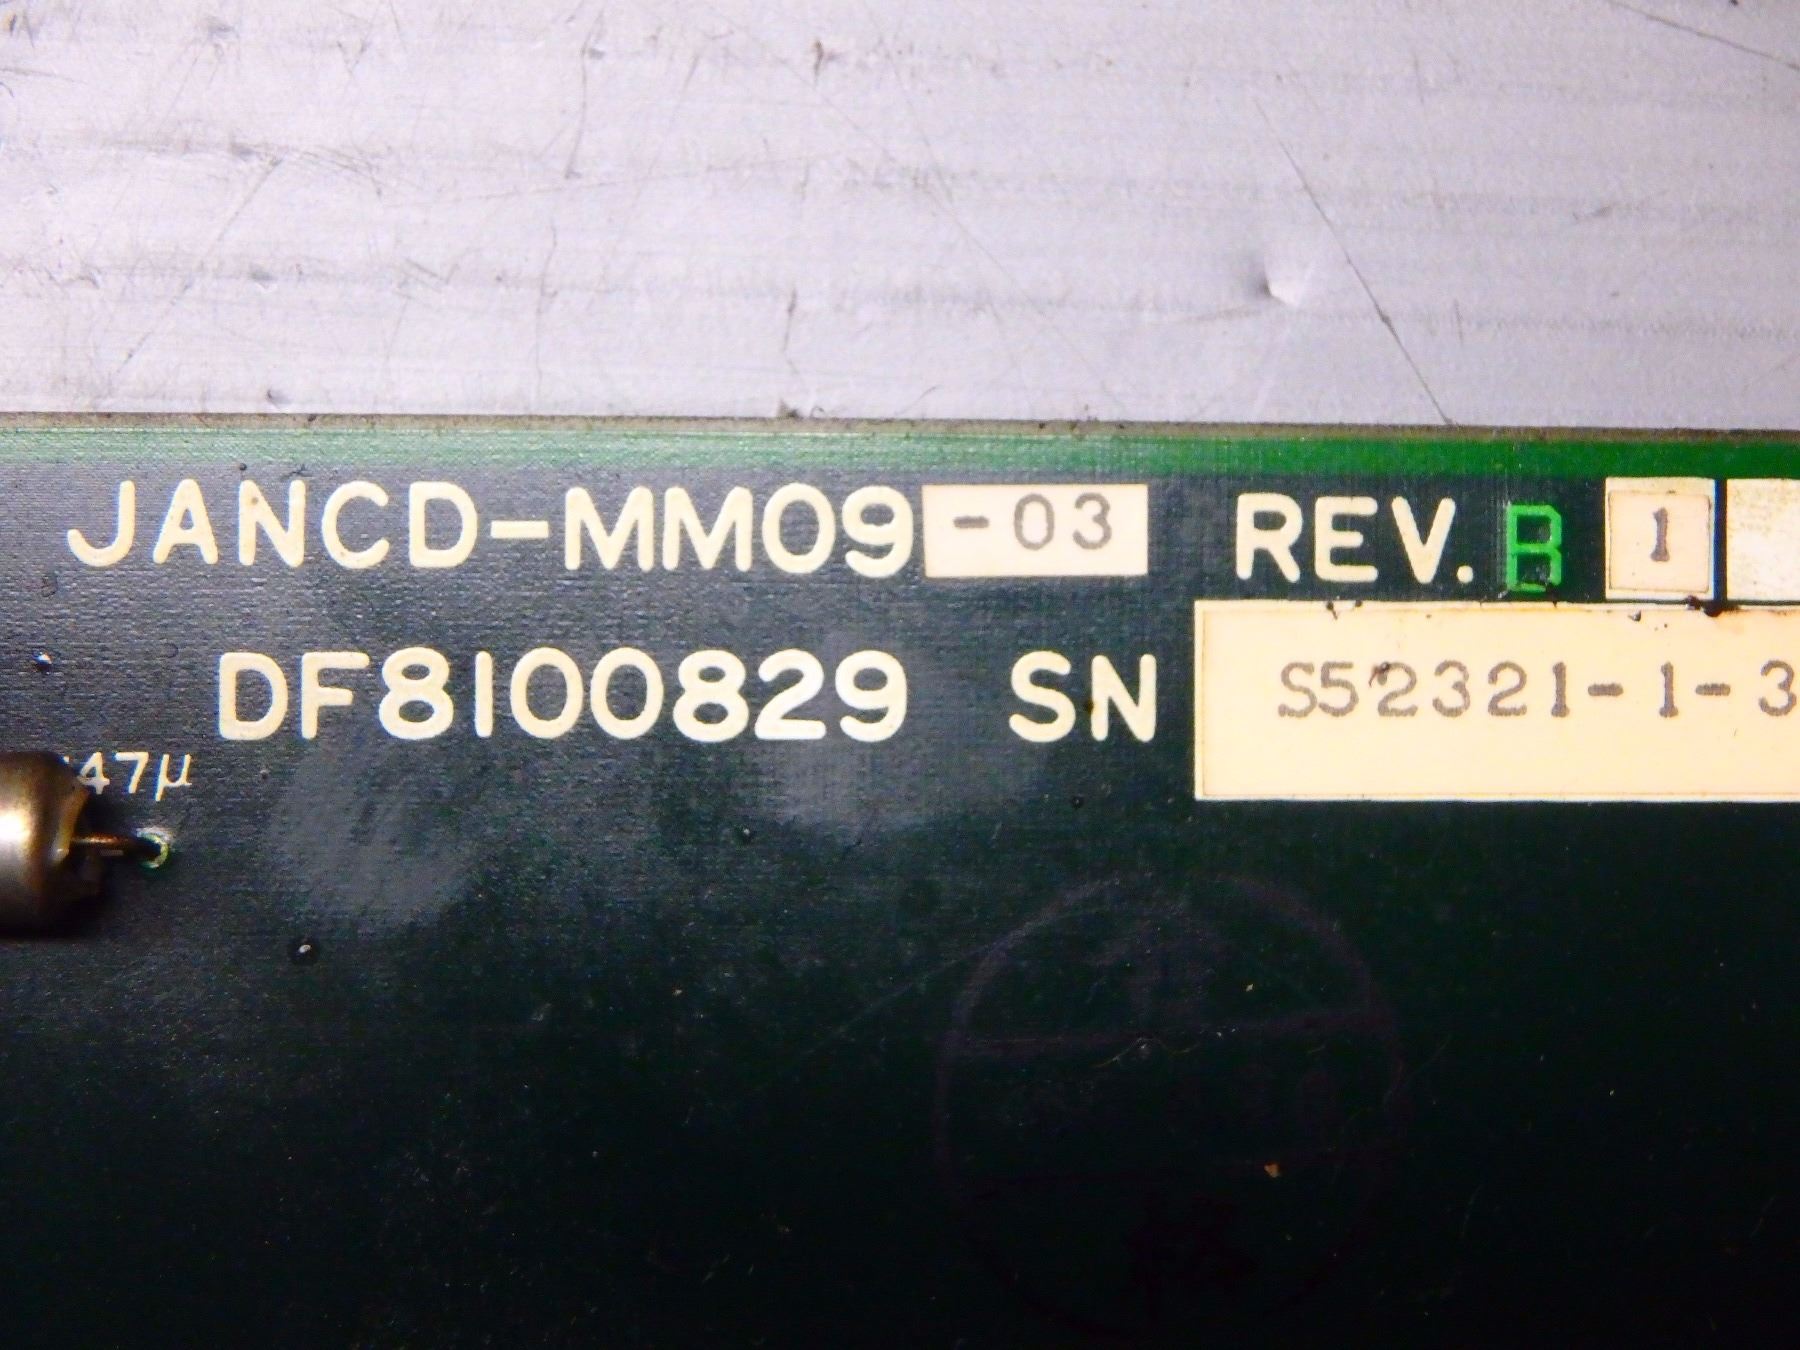 JANCD-MM09-03 REV. B 1
DF8100829 SN S52321-1-3
47μ